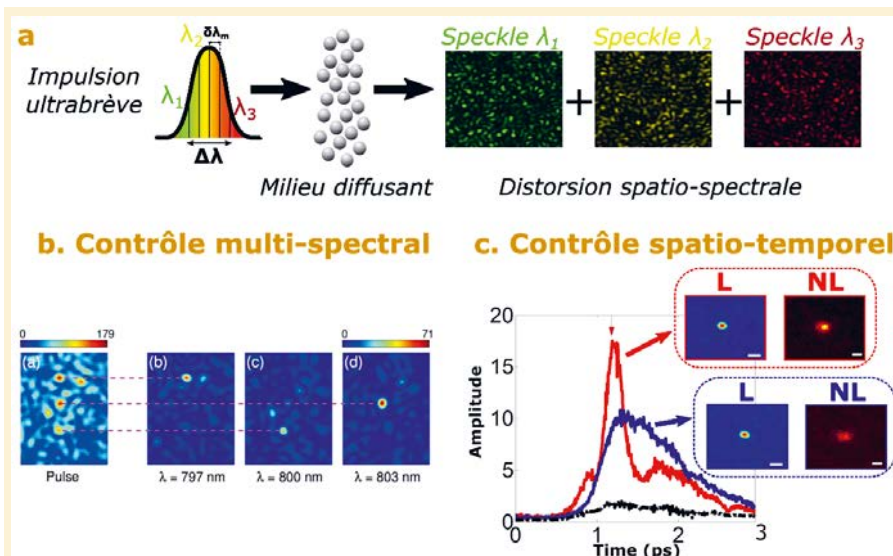 a
Impulsion
ultrabrève
λ₂
δλₘ
λ₁
λ₃
Δλ
Milieu diffusant
Speckle λ₁
Speckle λ₂
Speckle λ₃
+
+
Distorsion spatio-spectrale
b. Contrôle multi-spectral
0 179
0 71
(a)
(b)
(c)
(d)
Pulse
λ = 797 nm
λ = 800 nm
λ = 803 nm
c. Contrôle spatio-temporel
L NL
L NL
Amplitude
20
15
10
5
0
0 1 2 3
Time (ps)